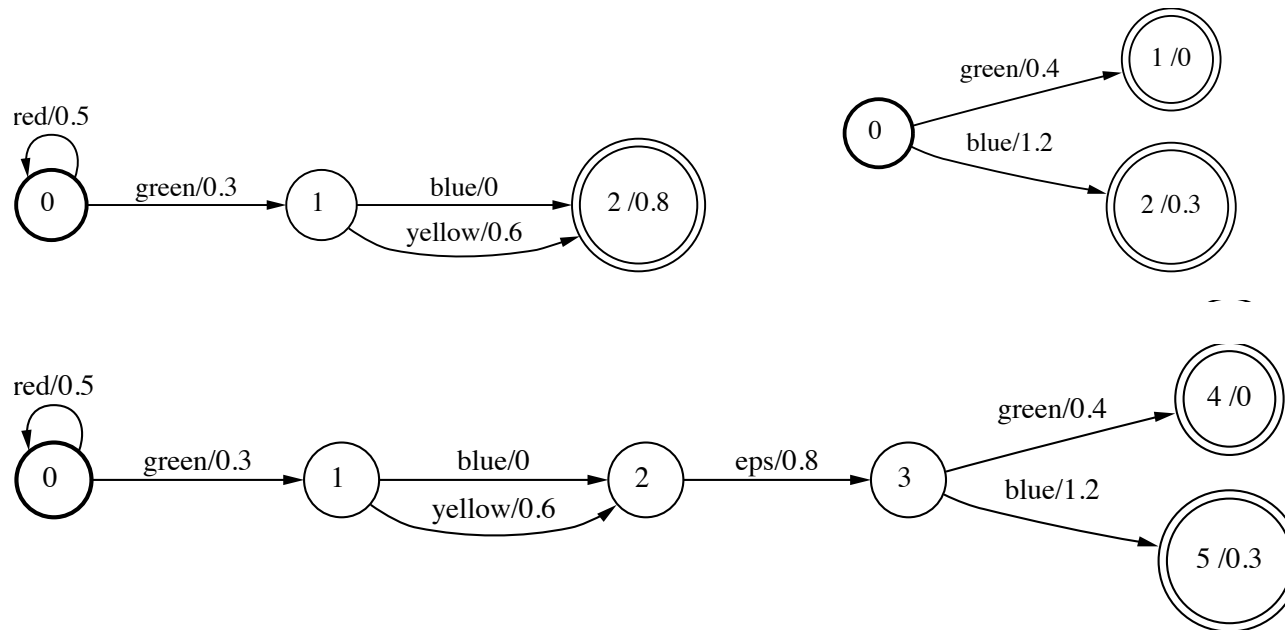 red/0.5
0
green/0.3
1
blue/0
yellow/0.6
2 /0.8
0
green/0.4
1 /0
blue/1.2
2 /0.3
red/0.5
0
green/0.3
1
blue/0
yellow/0.6
2
eps/0.8
3
green/0.4
4 /0
blue/1.2
5 /0.3